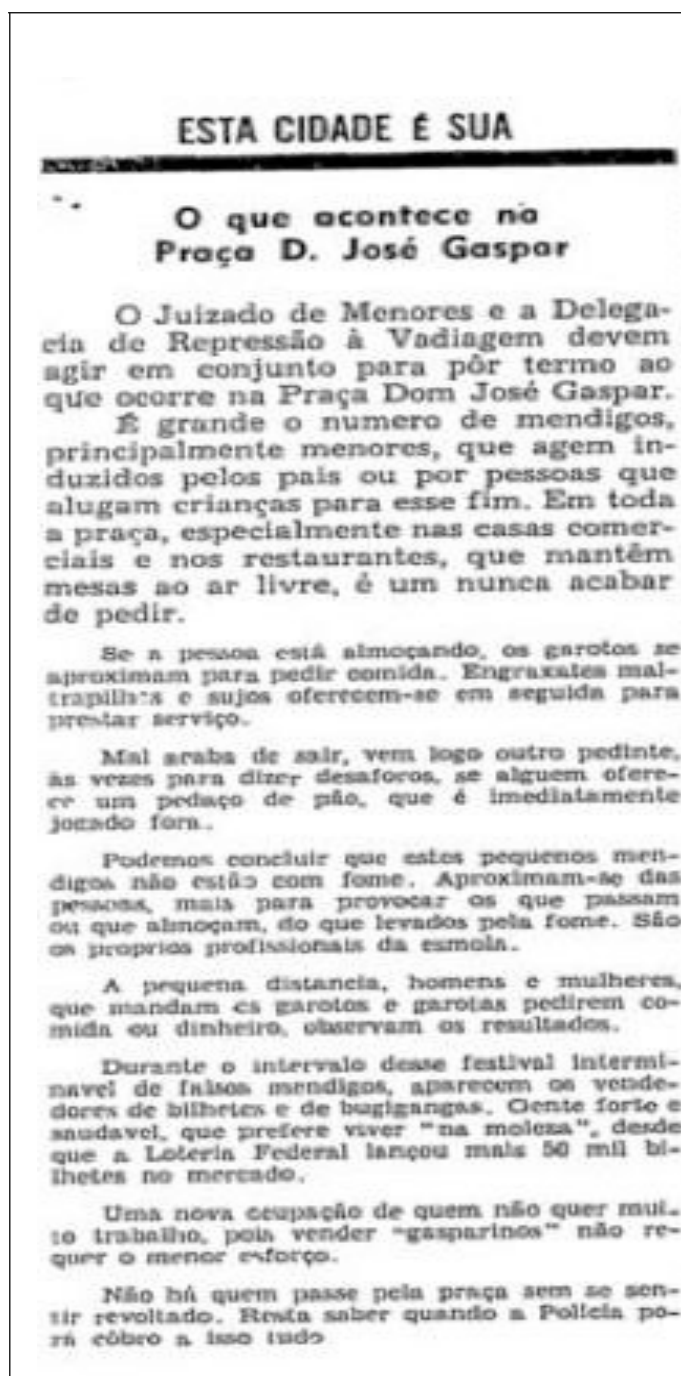 ESTA CIDADE É SUA
O que acontece na
Praça D. José Gaspar
O Juizado de Menores e a Delega-
cia de Repressão à Vadiagem devem
agir em conjunto para pôr termo ao
que ocorre na Praça Dom José Gaspar.
É grande o numero de mendigos,
principalmente menores, que agem in-
duzidos pelos pais ou por pessoas que
alugam crianças para esse fim. Em toda
a praça, especialmente nas casas comer-
ciais e nos restaurantes, que mantêm
mesas ao ar livre, é um nunca acabar
de pedir.
Se a pessoa está almoçando, os garotos se
aproximam para pedir comida. Engraxates mal-
trapilhos e sujos oferecem-se em seguida para
prestar serviço.
Mal acaba de sair, vem logo outro pedinte,
às vezes para dizer desaforos, se alguem ofere-
ce um pedaço de pão, que é imediatamente
jogado fora.
Podemos concluir que estes pequenos men-
digos não estão com fome. Aproximam-se das
pessoas, mais para provocar os que passam
ou que almoçam, do que levados pela fome. São
os proprios profissionais da esmola.
A pequena distancia, homens e mulheres,
que mandam os garotos e garotas pedirem co-
mida ou dinheiro, observam os resultados.
Durante o intervalo desse festival intermi-
navel de falsos mendigos, aparecem os vende-
dores de bilhetes e de bugigangas. Gente forte e
saudavel, que prefere viver "na moleza", desde
que a Loteria Federal lançou mais 50 mil bi-
lhetes no mercado.
Uma nova ocupação de quem não quer mui-
to trabalho, pois vender "gasparinos" não re-
quer o menor esforço.
Não há quem passe pela praça sem se sen-
tir revoltado. Resta saber quando a Policia po-
rá côbro a isso tudo